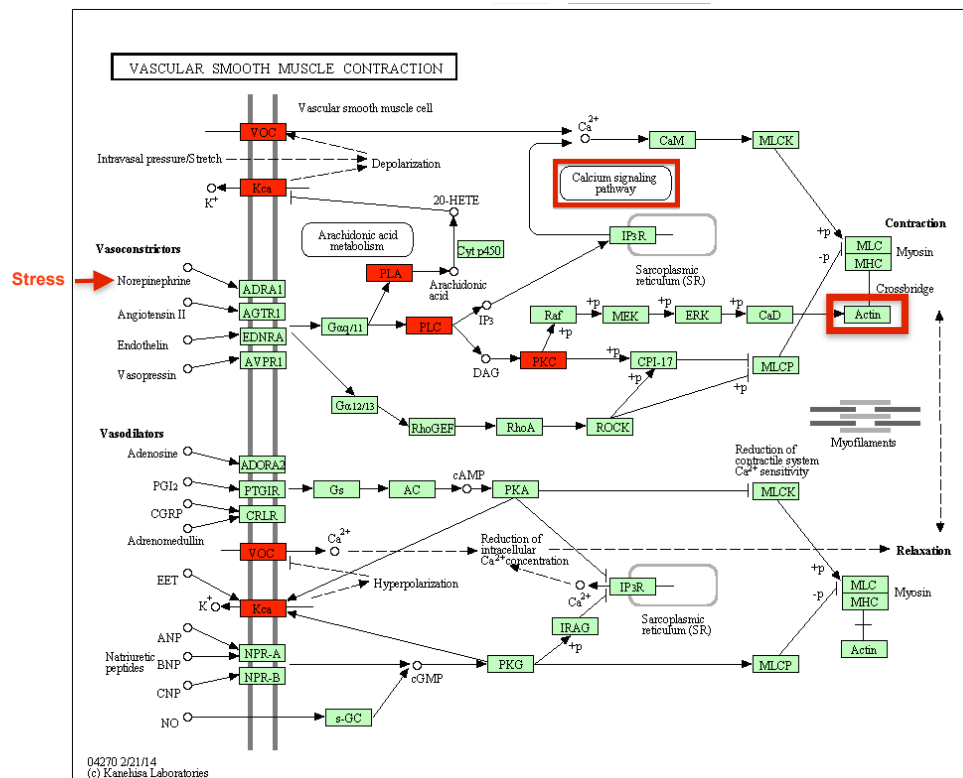 VASCULAR SMOOTH MUSCLE CONTRACTION
Vascular smooth muscle cell
VOC
Ca2+
CaM
MLCK
Intravasal pressure/Stretch
Depolarization
Kca
K+
Calcium signaling
pathway
20-HETE
Arachidonic acid
metabolism
Cyt p450
IP3R
Sarcoplasmic
reticulum (SR)
Contraction
+p
-p
MLC
MHC
Myosin
Crossbridge
Vasoconstrictors
Stress
Norepinephrine
ADRA1
PLA
Arachidonic
acid
Angiotensin II
AGTR1
Gαq/11
PLC
IP3
Raf
+p
MEK
+p
ERK
+p
CaD
+p
Actin
Endothelin
EDNRA
Vasopressin
AVPR1
DAG
PKC
+p
CPI-17
+p
MLCP
+p
Gα12/13
RhoGEF
RhoA
ROCK
Myofilaments
Vasodilators
Adenosine
ADORA2
PGI2
PTGIR
Gs
AC
cAMP
PKA
Reduction of
contractile system
Ca2+ sensitivity
MLCK
CGRP
CRLR
Adrenomedullin
VOC
Ca2+
Reduction of
intracellular
Ca2+concentration
Relaxation
EET
Hyperpolarization
K+
Kca
Ca2+
IP3R
Sarcoplasmic
reticulum (SR)
+p
-p
MLC
MHC
Myosin
Actin
ANP
Natriuretic
peptides
BNP
NPR-A
CNP
NPR-B
cGMP
PKG
IRAG
+p
MLCP
NO
s-GC
04270 2/21/14
(c) Kanehisa Laboratories